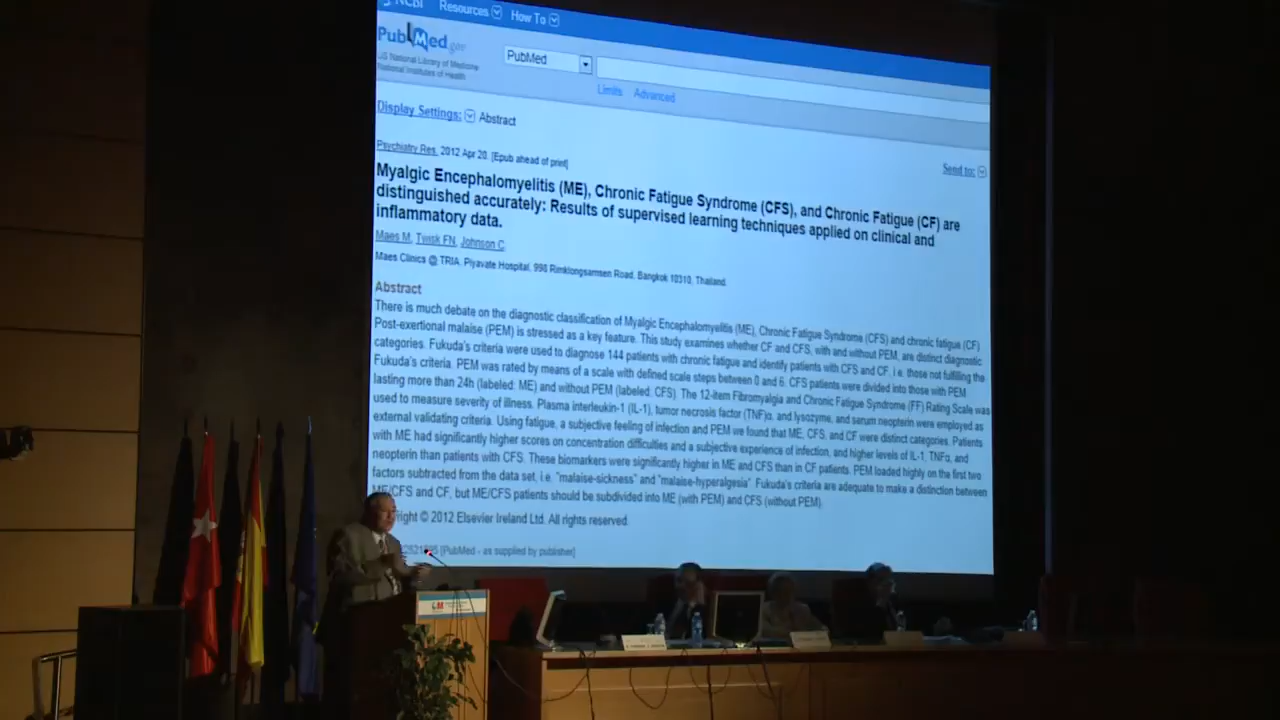 NCBI Resources How To
PubMed.gov
US National Library of Medicine
National Institutes of Health
PubMed
Limits Advanced
Display Settings: Abstract
Send to:
Psychiatry Res. 2012 Apr 20. [Epub ahead of print]
Myalgic Encephalomyelitis (ME), Chronic Fatigue Syndrome (CFS), and Chronic Fatigue (CF) are
distinguished accurately: Results of supervised learning techniques applied on clinical and
inflammatory data.
Maes M, Twisk FN, Johnson C.
Maes Clinics @ TRIA, Piyavate Hospital, 998 Rimklongsamsen Road, Bangkok 10310, Thailand.
Abstract
There is much debate on the diagnostic classification of Myalgic Encephalomyelitis (ME), Chronic Fatigue Syndrome (CFS) and chronic fatigue (CF)
Post-exertional malaise (PEM) is stressed as a key feature. This study examines whether CF and CFS, with and without PEM, are distinct diagnostic
categories. Fukuda's criteria were used to diagnose 144 patients with chronic fatigue and identify patients with CFS and CF, i.e. those not fulfilling the
Fukuda's criteria. PEM was rated by means of a scale with defined scale steps between 0 and 6. CFS patients were divided into those with PEM
lasting more than 24h (labeled: ME) and without PEM (labeled: CFS). The 12-item Fibromyalgia and Chronic Fatigue Syndrome (FF) Rating Scale was
used to measure severity of illness. Plasma interleukin-1 (IL-1), tumor necrosis factor (TNF)α, and lysozyme, and serum neopterin were employed as
external validating criteria. Using fatigue, a subjective feeling of infection and PEM we found that ME, CFS, and CF were distinct categories. Patients
with ME had significantly higher scores on concentration difficulties and a subjective experience of infection, and higher levels of IL-1, TNFα, and
neopterin than patients with CFS. These biomarkers were significantly higher in ME and CFS than in CF patients. PEM loaded highly on the first two
factors subtracted from the data set, i.e. "malaise-sickness" and "malaise-hyperalgesia". Fukuda's criteria are adequate to make a distinction between
ME/CFS and CF, but ME/CFS patients should be subdivided into ME (with PEM) and CFS (without PEM).
right © 2012 Elsevier Ireland Ltd. All rights reserved.
[PubMed - as supplied by publisher]